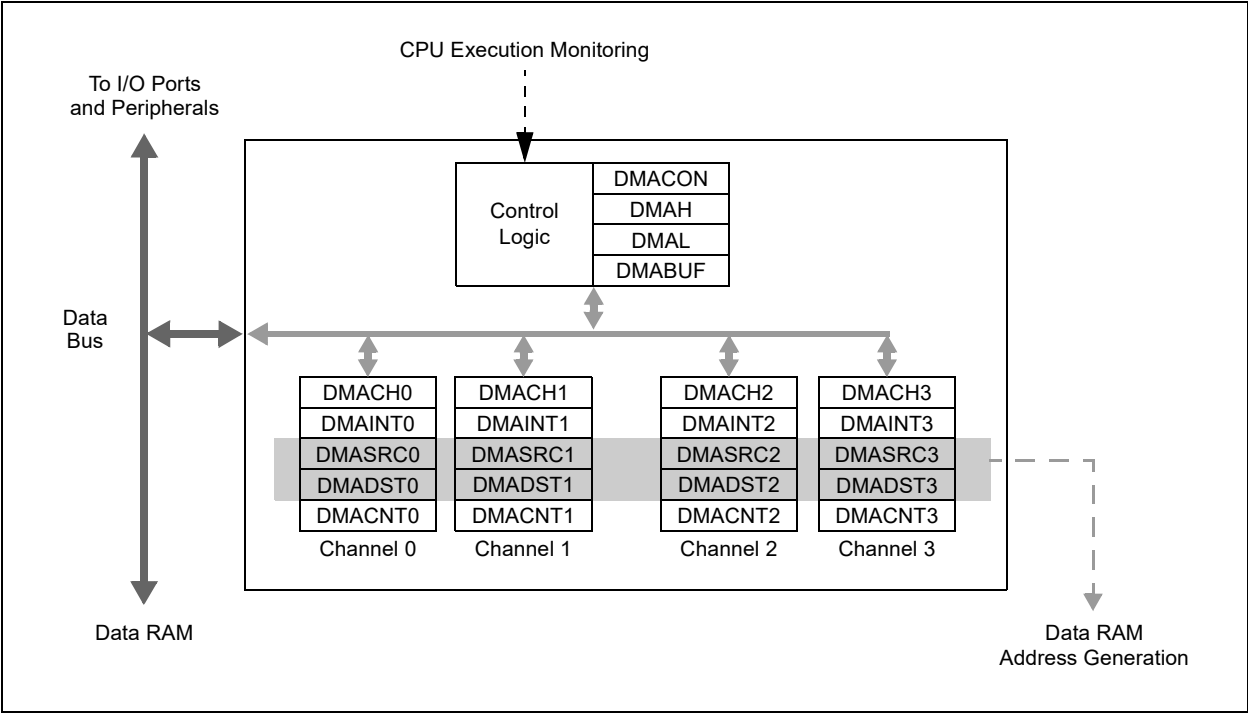 CPU Execution Monitoring
To I/O Ports
and Peripherals
Control
Logic
DMACON
DMAH
DMAL
DMABUF
Data
Bus
DMACH0
DMAINT0
DMASRC0
DMADST0
DMACNT0
Channel 0
DMACH1
DMAINT1
DMASRC1
DMADST1
DMACNT1
Channel 1
DMACH2
DMAINT2
DMASRC2
DMADST2
DMACNT2
Channel 2
DMACH3
DMAINT3
DMASRC3
DMADST3
DMACNT3
Channel 3
Data RAM
Data RAM
Address Generation